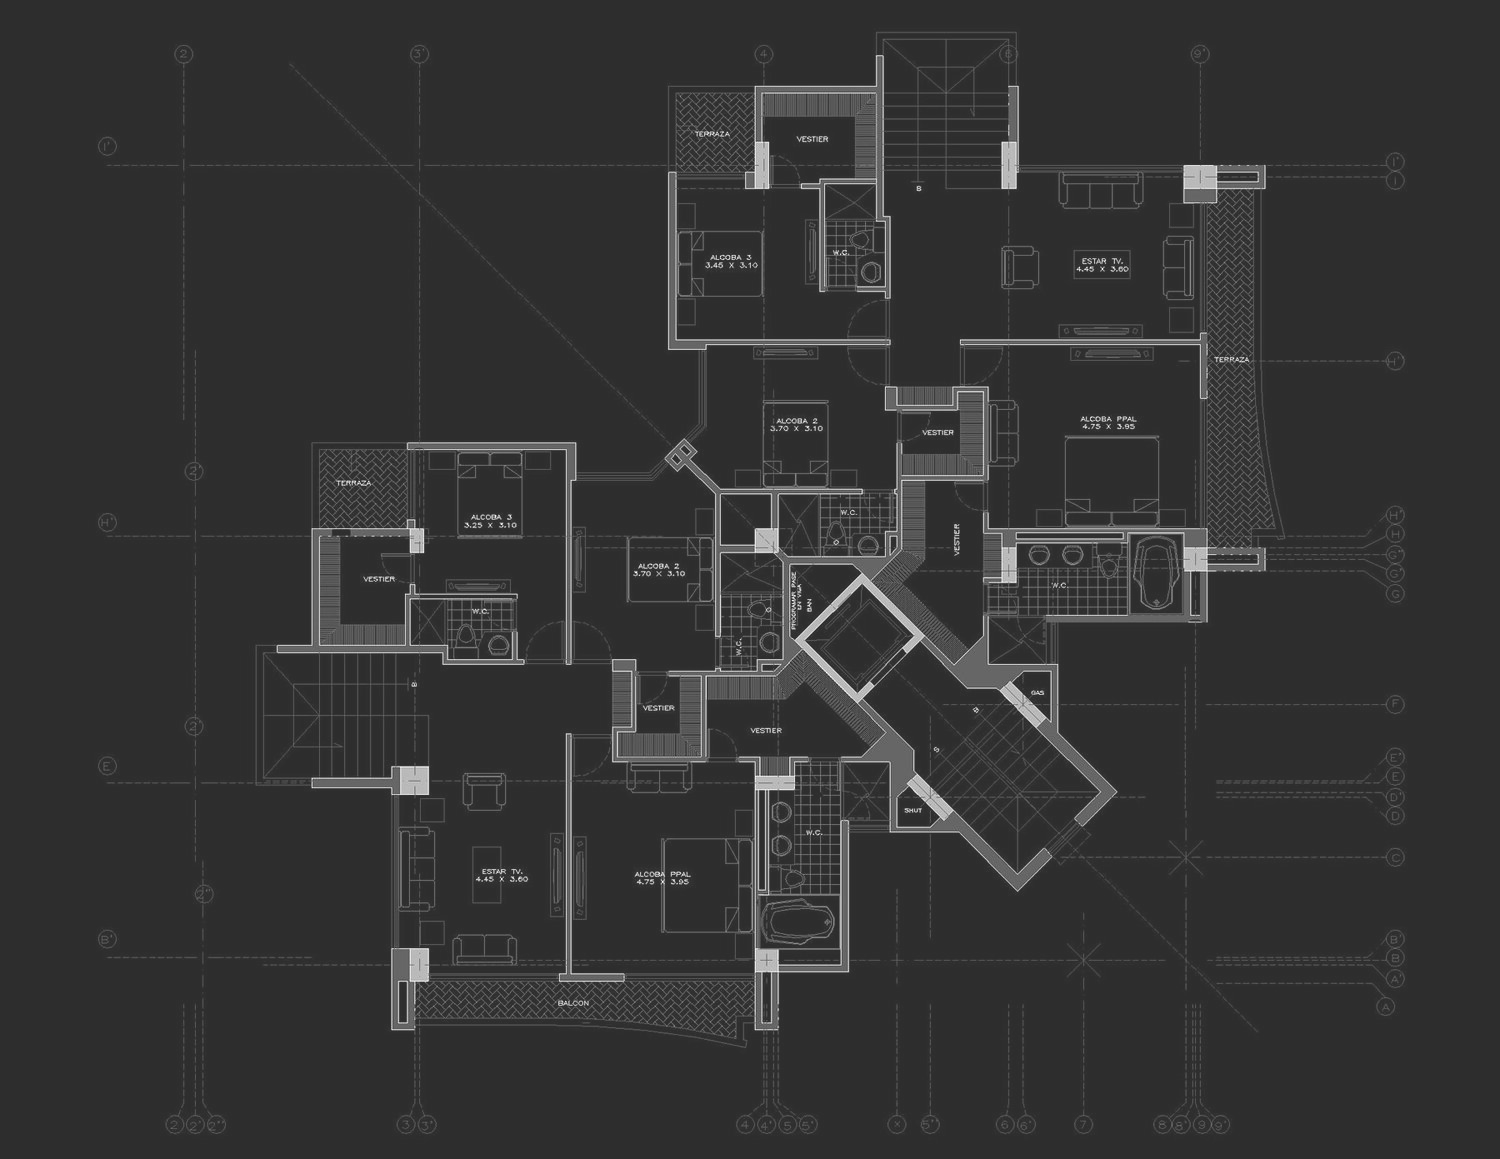 2
3'
4
6
9'
1'
1'
1
TERRAZA
VESTIER
B
W.C.
ALCOBA 3
3.45 X 3.10
ESTAR TV.
4.45 X 3.60
TERRAZA
H'
ALCOBA 2
3.70 X 3.10
VESTIER
ALCOBA PPAL
4.75 X 3.95
2'
TERRAZA
ALCOBA 3
3.25 X 3.10
W.C.
VESTIER
H'
H'
H
G'
G'
G
ALCOBA 2
3.70 X 3.10
VESTIER
W.C.
W.C.
W.C.
PROGRAMAR PASE
EN VIGA
BAN
B
GAS
B
S
F
2'
VESTIER
VESTIER
E
E'
E
D'
D
SHUT
W.C.
C
ESTAR TV.
4.45 X 3.60
ALCOBA PPAL
4.75 X 3.95
2''
B'
B'
B
A'
A
BALCON
2
2'
2''
3
3'
4
4'
5
5'
X
5''
6
6'
7
8
8'
9
9'